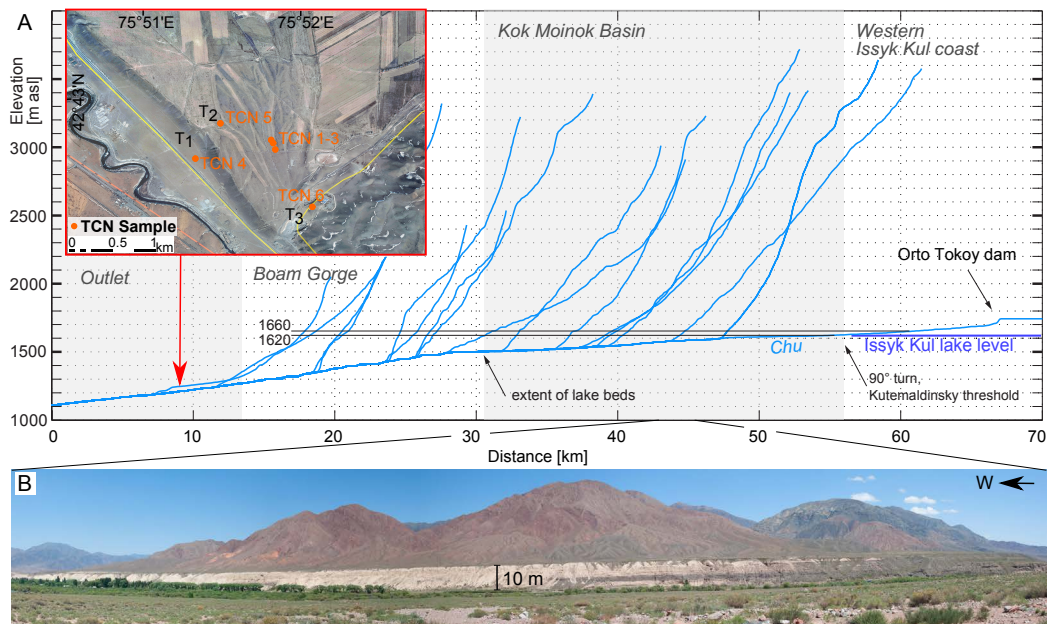 A
75°51'E
75°52'E
42°43'N
T2
TCN 5
T1
TCN 1-3
TCN 4
TCN 6
T3
TCN Sample
0 0.5 1
km
Elevation
[m asl]
3000
2500
2000
1500
1000
Kok Moinok Basin
Western
Issyk Kul coast
Outlet
Boam Gorge
Orto Tokoy dam
1660
1620
Chu
Issyk Kul lake level
extent of lake beds
90° turn,
Kutemaldinsky threshold
0 10 20 30 40 50 60 70
Distance [km]
B
W
10 m